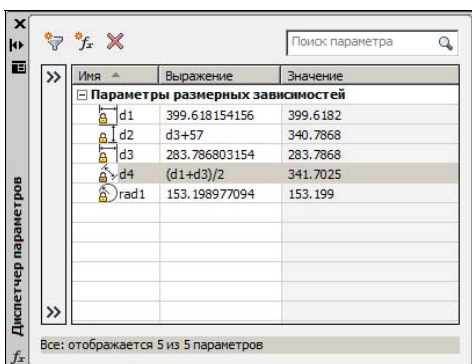 Поиск параметра
Имя Выражение Значение
Параметры размерных зависимостей
d1 399.618154156 399.6182
d2 d3+57 340.7868
d3 283.786803154 283.7868
d4 (d1+d3)/2 341.7025
rad1 153.198977094 153.199
Все: отображается 5 из 5 параметров
Диспетчер параметров